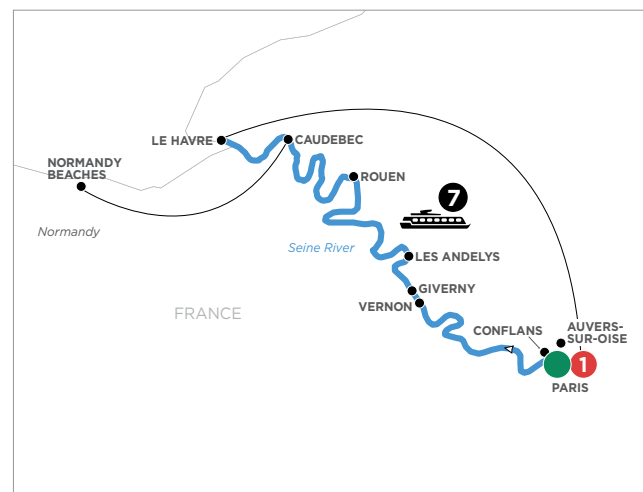 LE HAVRE
CAUDEBEC
NORMANDY
BEACHES
ROUEN
7
Normandy
Seine River
LES ANDELYS
GIVERNY
VERNON
FRANCE
CONFLANS
AUVERS-
SUR-OISE
1
PARIS